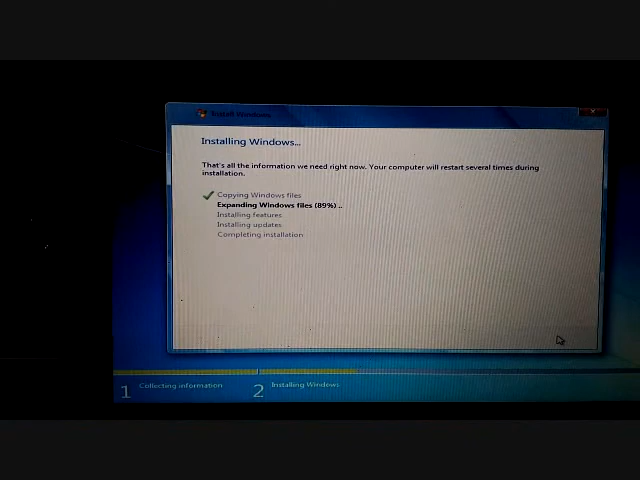 Install Windows
Installing Windows...
That's all the information we need right now. Your computer will restart several times during
installation.
Copying Windows files
Expanding Windows files (89%) ..
Installing features
Installing updates
Completing installation
1 Collecting information
2 Installing Windows